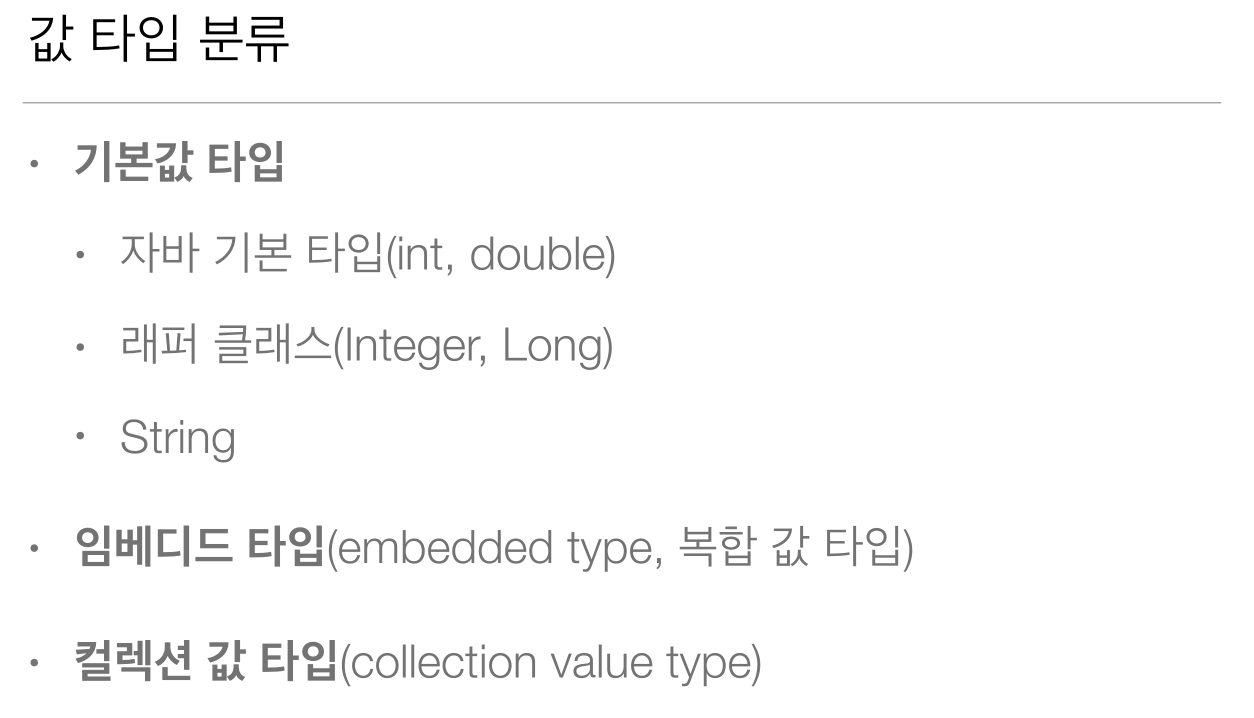 값 타입 분류
• 기본값 타입
• 자바 기본 타입(int, double)
• 래퍼 클래스(Integer, Long)
• String
• 임베디드 타입(embedded type, 복합 값 타입)
• 컬렉션 값 타입(collection value type)